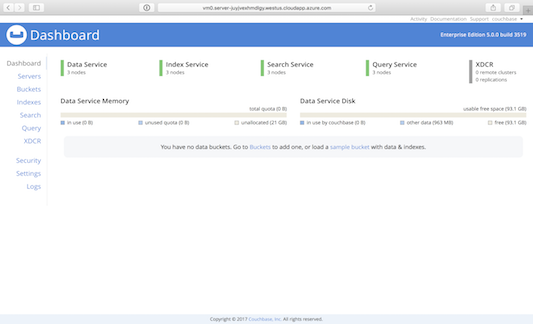 vm0.server-juyjveshmdlgy.westus.cloudapp.azure.com
Activity Documentation Support couchbase
Dashboard
Enterprise Edition 5.0.0 build 3519
Dashboard
Servers
Buckets
Indexes
Search
Query
XDCR
Security
Settings
Logs
Data Service
3 nodes
Index Service
3 nodes
Search Service
3 nodes
Query Service
3 nodes
XDCR
0 remote clusters
0 replications
Data Service Memory
total quota (0 B)
in use (0 B) unused quota (0 B) unallocated (21 GB)
Data Service Disk
usable free space (93.1 GB)
in use by couchbase (0 B) other data (963 MB) free (93.1 GB)
You have no data buckets. Go to Buckets to add one, or load a sample bucket with data & indexes.
Copyright © 2017 Couchbase, Inc. All rights reserved.